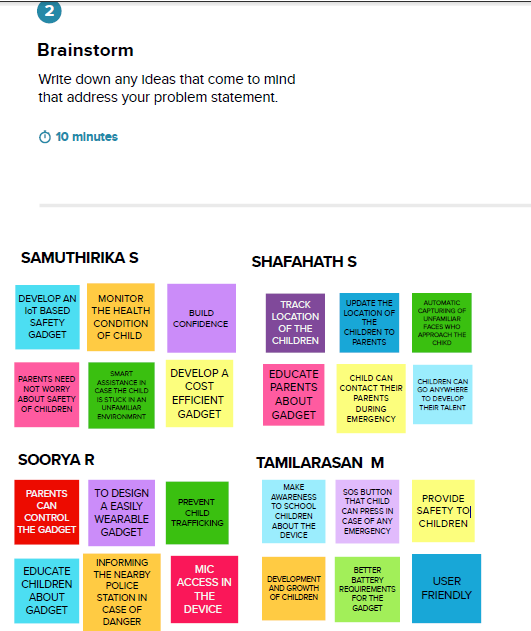 2
Brainstorm
Write down any ideas that come to mind
that address your problem statement.
10 minutes
SAMUTHIRIKA S
DEVELOP AN
IoT BASED
SAFETY
GADGET
MONITOR
THE HEALTH
CONDITION
OF CHILD
BUILD
CONFIDENCE
PARENTS NEED
NOT WORRY
ABOUT SAFETY
OF CHILDREN
SMART
ASSISTANCE IN
CASE THE CHILD
IS STUCK IN AN
UNFAMILIAR
ENVIRONMRNT
DEVELOP A
COST
EFFICIENT
GADGET
SHAFAHATH S
TRACK
LOCATION
OF THE
CHILDREN
UPDATE THE
LOCATION OF
THE
CHILDREN TO
PARENTS
AUTOMATIC
CAPTURING OF
UNFAMILIAR
FACES WHO
APPROACH THE
CHIKD
EDUCATE
PARENTS
ABOUT
GADGET
CHILD CAN
CONTACT THEIR
PARENTS
DURING
EMERGENCY
CHILDREN CAN
GO ANYWHERE
TO DEVELOP
THEIR TALENT
SOORYA R
PARENTS
CAN
CONTROL
THE GADGET
TO DESIGN
A EASILY
WEARABLE
GADGET
PREVENT
CHILD
TRAFFICKING
EDUCATE
CHILDREN
ABOUT
GADGET
INFORMING
THE NEARBY
POLICE
STATION IN
CASE OF
DANGER
MIC
ACCESS IN
THE
DEVICE
TAMILARASAN M
MAKE
AWARENESS
TO SCHOOL
CHILDREN
ABOUT THE
DEVICE
SOS BUTTON
THAT CHILD
CAN PRESS IN
CASE OF ANY
EMERGENCY
PROVIDE
SAFETY TO
CHILDREN
DEVELOPMENT
AND GROWTH
OF CHILDREN
BETTER
BATTERY
REQUIREMENTS
FOR THE
GADGET
USER
FRIENDLY